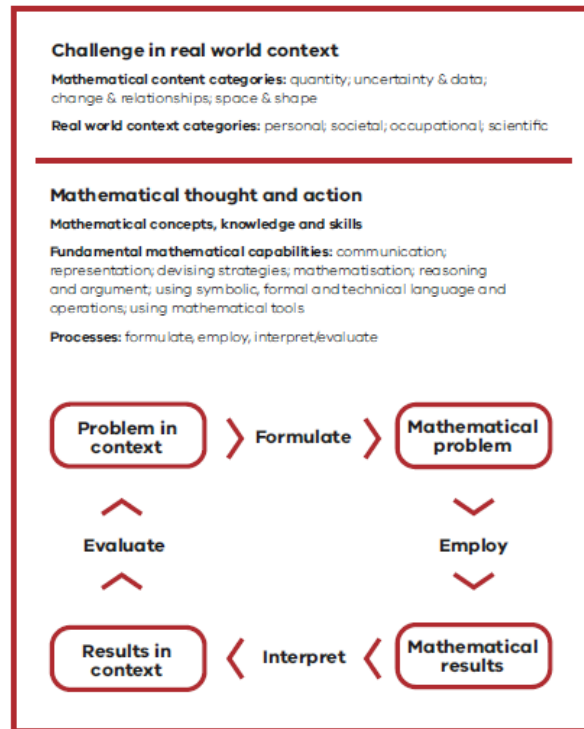 Challenge in real world context
Mathematical content categories: quantity; uncertainty & data;
change & relationships; space & shape
Real world context categories: personal; societal; occupational; scientific
Mathematical thought and action
Mathematical concepts, knowledge and skills
Fundamental mathematical capabilities: communication;
representation; devising strategies; mathematisation; reasoning
and argument; using symbolic, formal and technical language and
operations; using mathematical tools
Processes: formulate, employ, interpret/evaluate
Problem in
context
Formulate
Mathematical
problem
Evaluate
Employ
Results in
context
Interpret
Mathematical
results